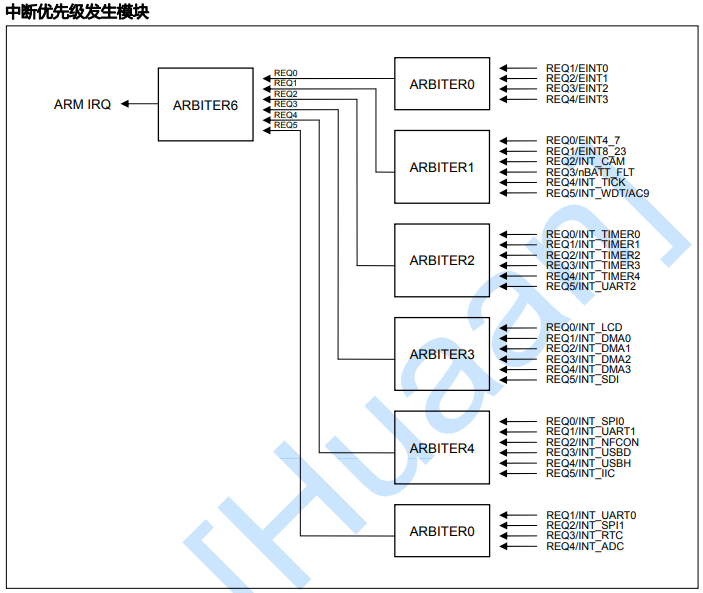 中断优先级发生模块
ARM IRQ
ARBITER6
REQ0
REQ1
REQ2
REQ3
REQ4
REQ5
ARBITER0
REQ1/EINT0
REQ2/EINT1
REQ3/EINT2
REQ4/EINT3
ARBITER1
REQ0/EINT4_7
REQ1/EINT8_23
REQ2/INT_CAM
REQ3/nBATT_FLT
REQ4/INT_TICK
REQ5/INT_WDT/AC9
ARBITER2
REQ0/INT_TIMER0
REQ1/INT_TIMER1
REQ2/INT_TIMER2
REQ3/INT_TIMER3
REQ4/INT_TIMER4
REQ5/INT_UART2
ARBITER3
REQ0/INT_LCD
REQ1/INT_DMA0
REQ2/INT_DMA1
REQ3/INT_DMA2
REQ4/INT_DMA3
REQ5/INT_SDI
ARBITER4
REQ0/INT_SPI0
REQ1/INT_UART1
REQ2/INT_NFCON
REQ3/INT_USBD
REQ4/INT_USBH
REQ5/INT_IIC
ARBITER0
REQ1/INT_UART0
REQ2/INT_SPI1
REQ3/INT_RTC
REQ4/INT_ADC
[Huaan]